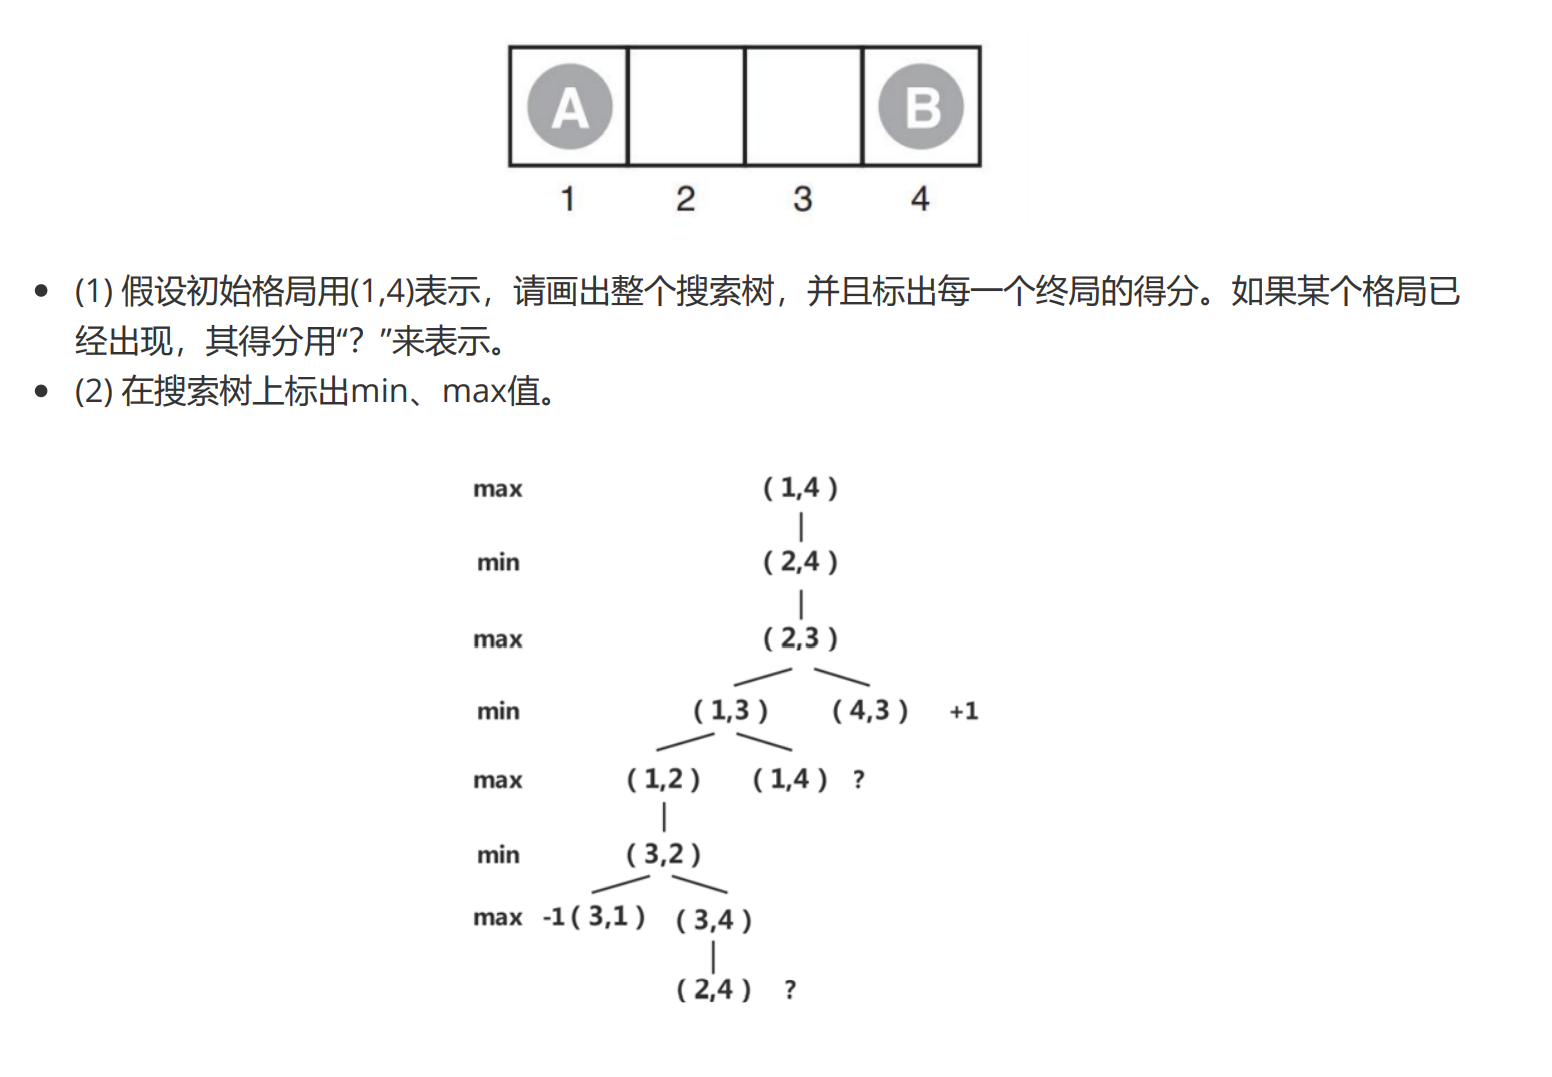 A B
1 2 3 4
(1) 假设初始格局用(1,4)表示，请画出整个搜索树，并且标出每一个终局的得分。如果某个格局已
经出现，其得分用“？”来表示。
(2) 在搜索树上标出min、max值。
max ( 1,4 )
min ( 2,4 )
max ( 2,3 )
min ( 1,3 ) ( 4,3 ) +1
max ( 1,2 ) ( 1,4 ) ?
min ( 3,2 )
max -1 ( 3,1 ) ( 3,4 )
( 2,4 ) ?